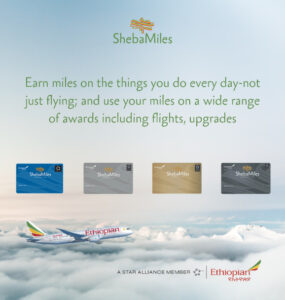 ShebaMiles
Earn miles on the things you do every day-not
just flying; and use your miles on a wide range
of awards including flights, upgrades
ShebaMiles
ShebaMiles
ShebaMiles
ShebaMiles
Ethiopian
A STAR ALLIANCE MEMBER
Ethiopian
የኢትዮጵያ